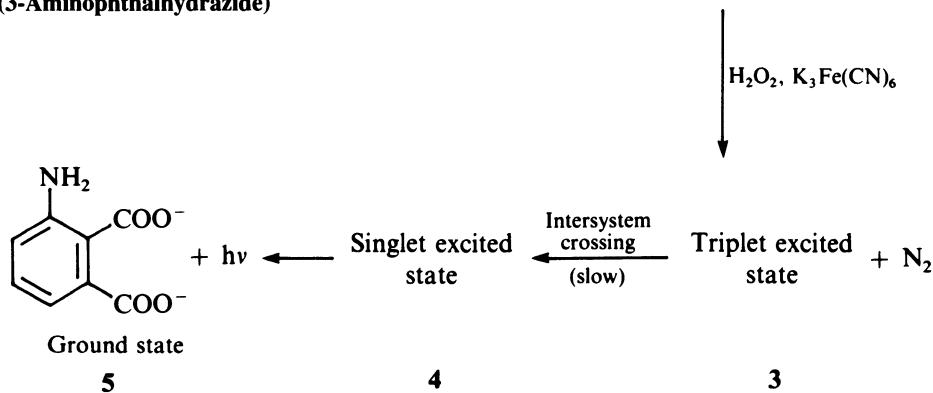 (3-Aminophthalhydrazide)
H₂O₂, K₃Fe(CN)₆
NH₂
COO⁻
COO⁻
+ hν
Singlet excited
state
Intersystem
crossing
(slow)
Triplet excited
state
+ N₂
Ground state
5
4
3